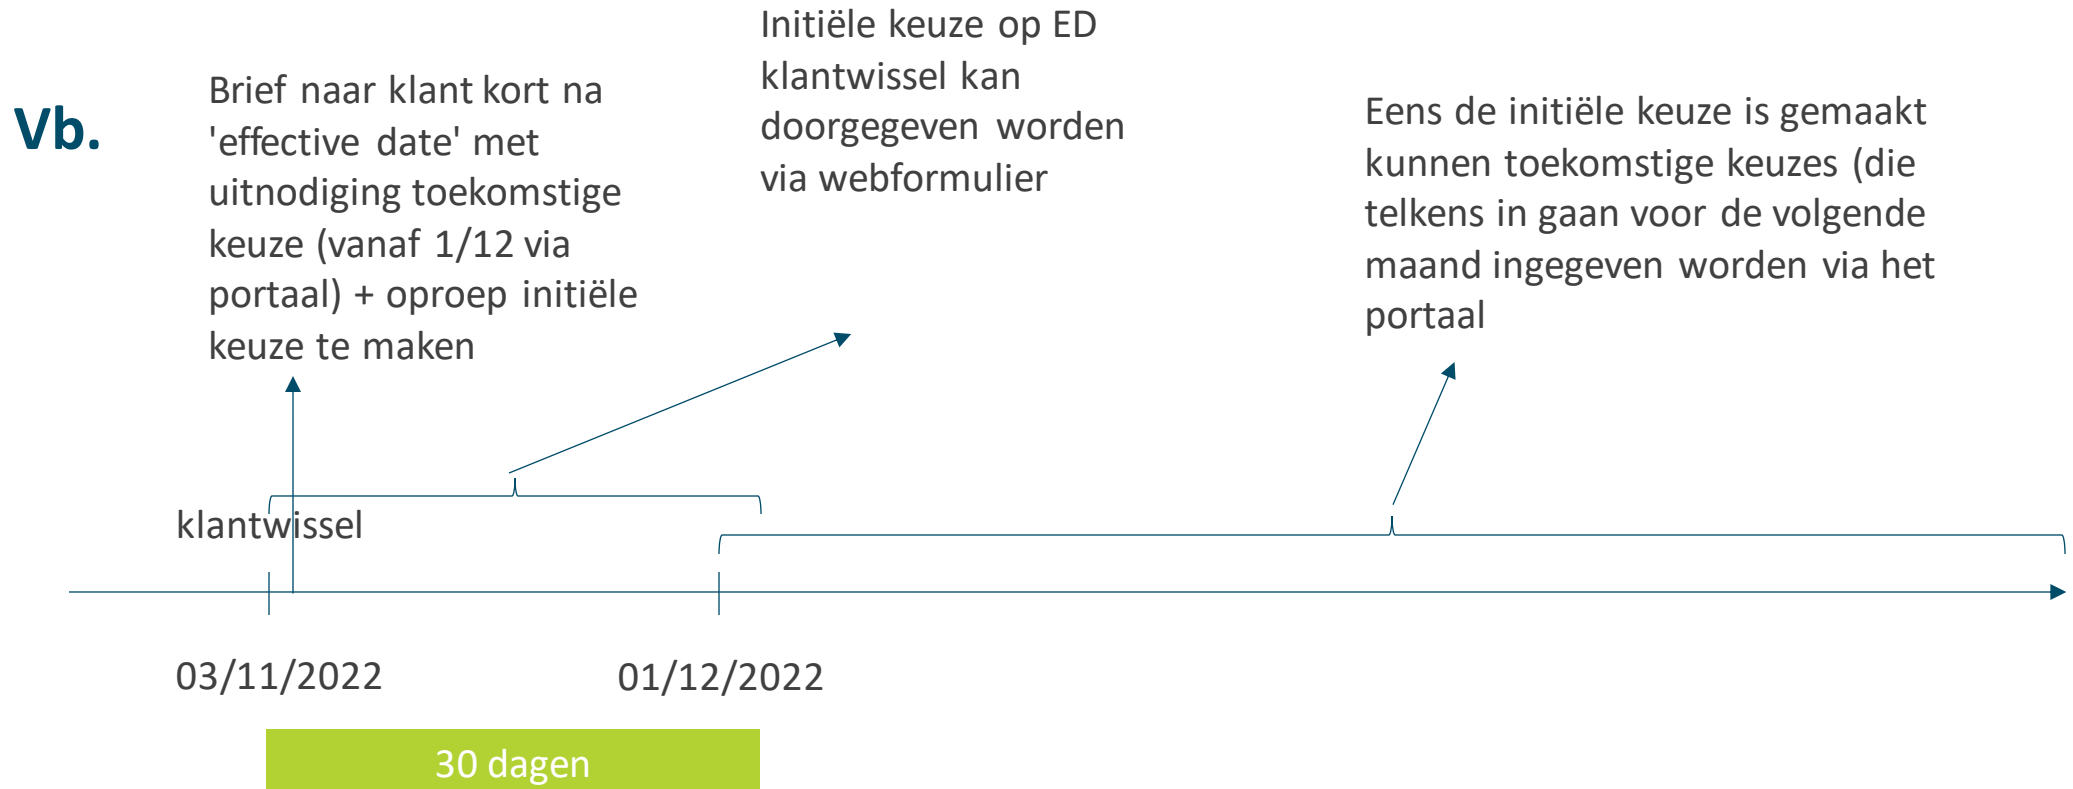 Vb.
Brief naar klant kort na
'effective date' met
uitnodiging toekomstige
keuze (vanaf 1/12 via
portaal) + oproep initiële
keuze te maken
Initiële keuze op ED
klantwissel kan
doorgegeven worden
via webformulier
Eens de initiële keuze is gemaakt
kunnen toekomstige keuzes (die
telkens in gaan voor de volgende
maand ingegeven worden via het
portaal
klantwissel
03/11/2022
01/12/2022
30 dagen